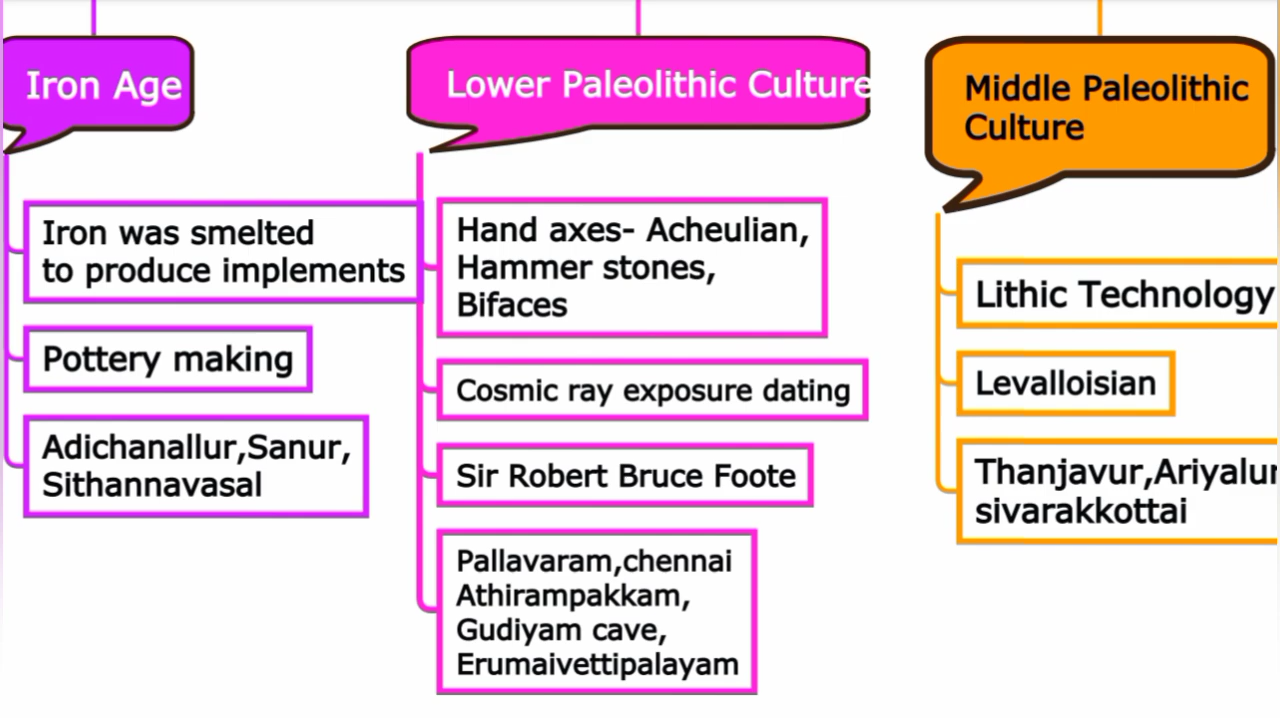 Iron Age
Iron was smelted
to produce implements
Pottery making
Adichanallur,Sanur,
Sithannavasal
Lower Paleolithic Culture
Hand axes- Acheulian,
Hammer stones,
Bifaces
Cosmic ray exposure dating
Sir Robert Bruce Foote
Pallavaram,chennai
Athirampakkam,
Gudiyam cave,
Erumaivettipalayam
Middle Paleolithic
Culture
Lithic Technology
Levalloisian
Thanjavur,Ariyalur
sivarakkottai